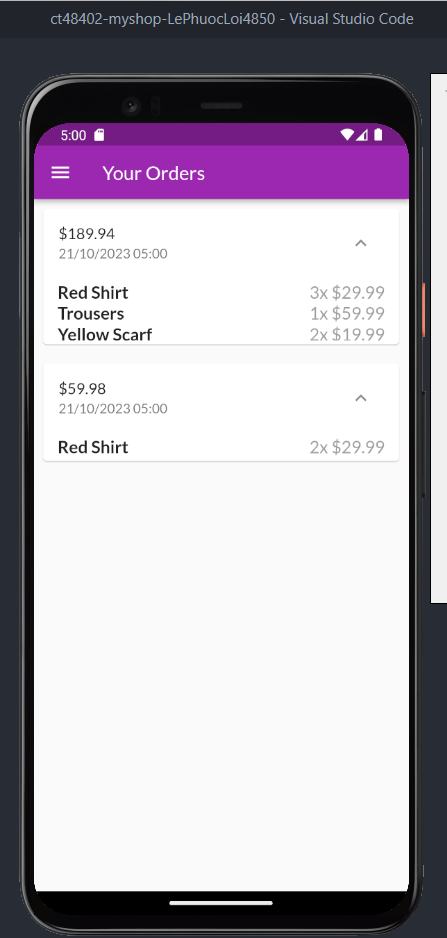 ct48402-myshop-LePhuocLoi4850 - Visual Studio Code
5:00
Your Orders
$189.94
21/10/2023 05:00
Red Shirt 3x $29.99
Trousers 1x $59.99
Yellow Scarf 2x $19.99
$59.98
21/10/2023 05:00
Red Shirt 2x $29.99